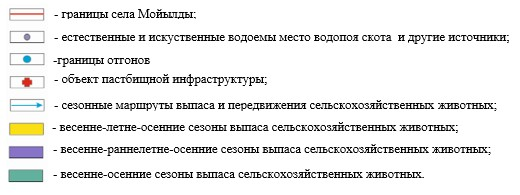 - границы села Мойылды;
- естественные и искуственные водоемы место водопоя скота и другие источники;
-границы отгонов
- объект пастбищной инфраструктуры;
- сезонные маршруты выпаса и передвижения сельскохозяйственных животных;
- весенне-летне-осенние сезоны выпаса сельскохозяйственных животных;
- весенне-раннелетне-осенние сезоны выпаса сельскохозяйственных животных;
- весенне-осенние сезоны выпаса сельскохозяйственных животных.